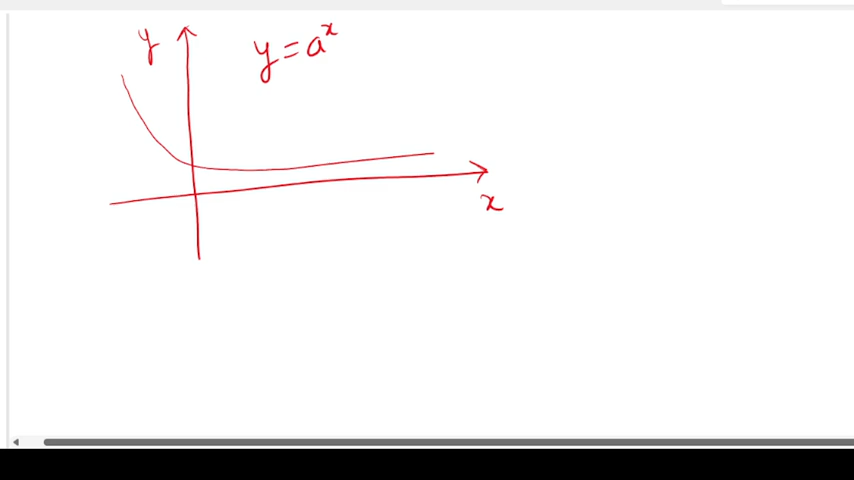 y
y = a^x
x